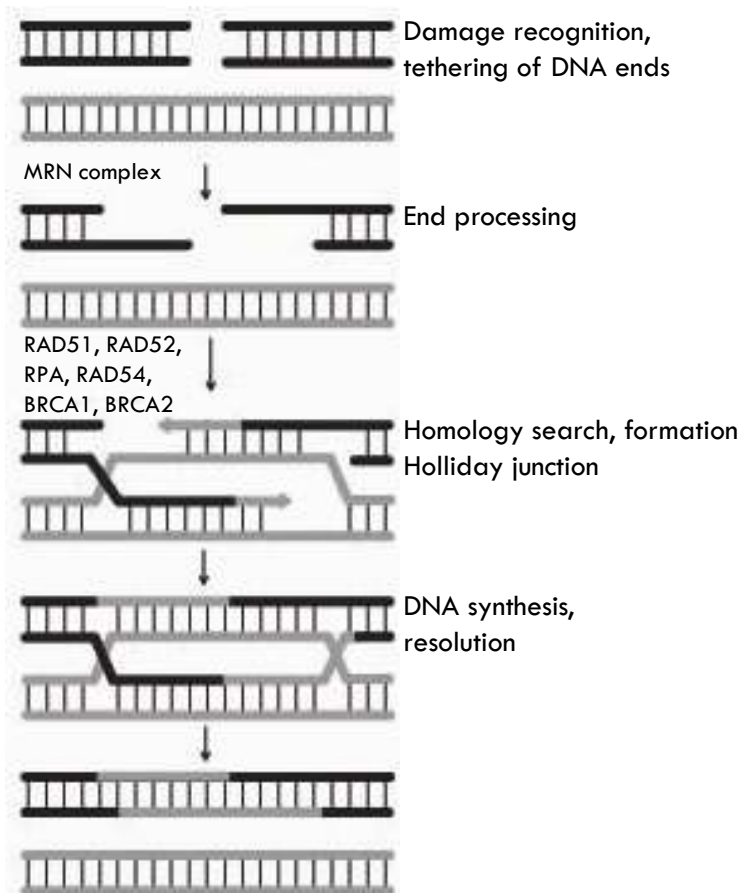 Damage recognition,
tethering of DNA ends
MRN complex
End processing
RAD51, RAD52,
RPA, RAD54,
BRCA1, BRCA2
Homology search, formation
Holliday junction
DNA synthesis,
resolution